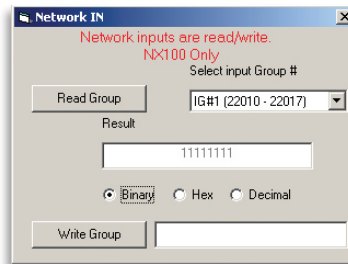 Network IN
Network inputs are read/write.
NX100 Only
Select input Group #
Read Group
IG#1 (22010 - 22017)
Result
11111111
Binary Hex Decimal
Write Group